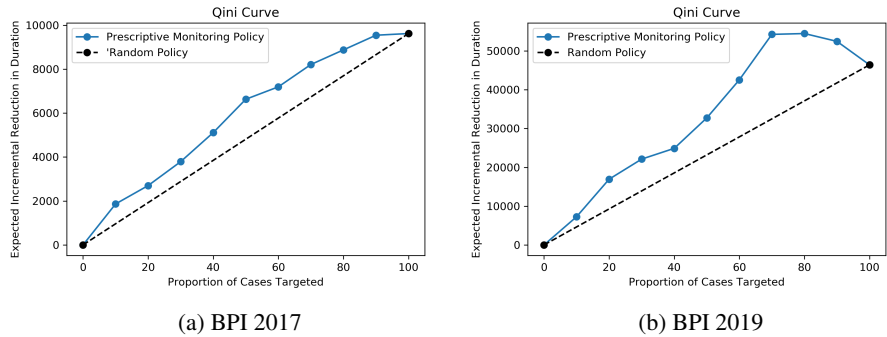 Qini Curve
Expected Incremental Reduction in Duration
10000
8000
6000
4000
2000
0
Prescriptive Monitoring Policy
'Random Policy
0 20 40 60 80 100
Proportion of Cases Targeted
(a) BPI 2017
Qini Curve
Expected Incremental Reduction in Duration
50000
40000
30000
20000
10000
0
Prescriptive Monitoring Policy
Random Policy
0 20 40 60 80 100
Proportion of Cases Targeted
(b) BPI 2019